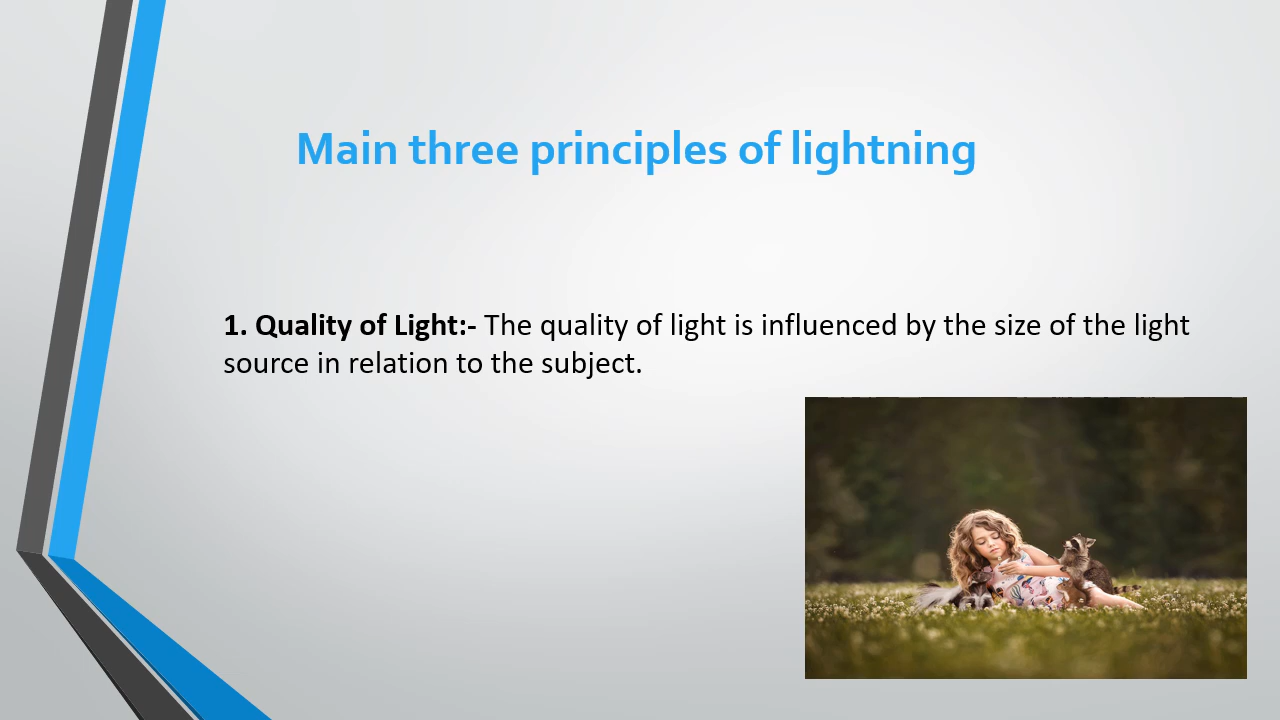 Main three principles of lightning
1. Quality of Light:- The quality of light is influenced by the size of the light
source in relation to the subject.